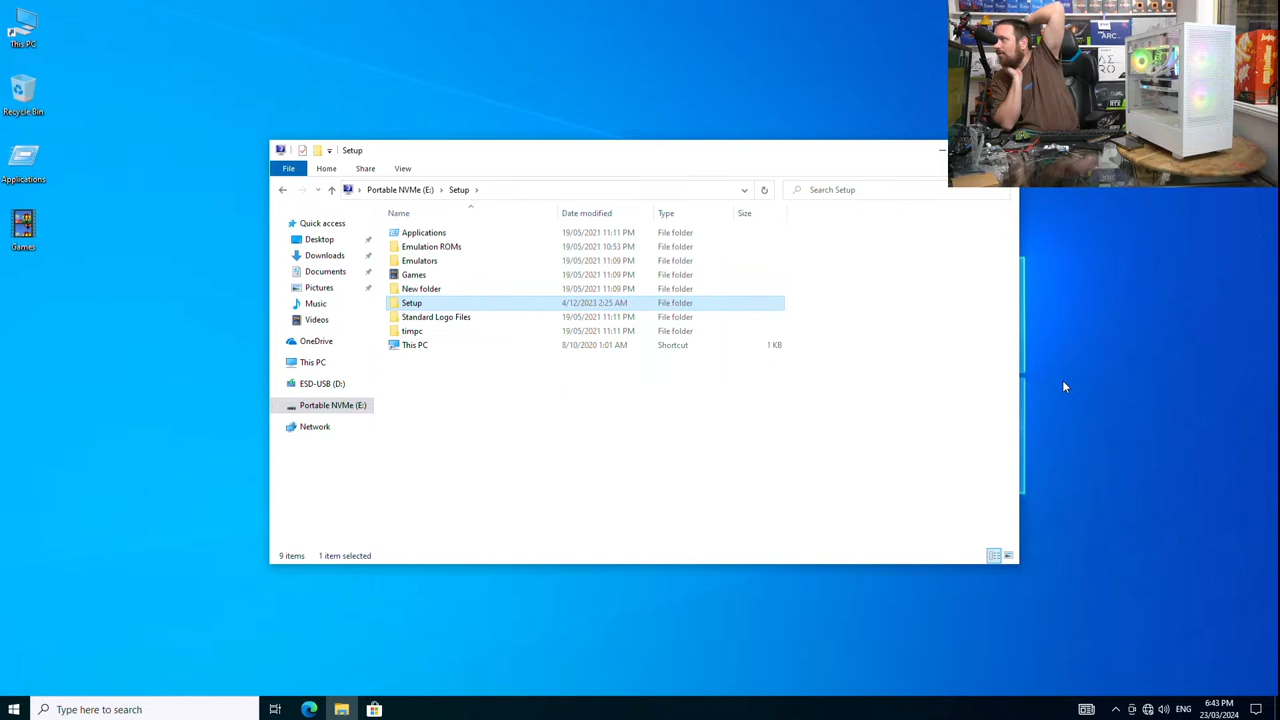 This PC
Recycle Bin
Applications
Games
Setup
File
Home
Share
View
Portable NVMe (E:)
Setup
Search Setup
Quick access
Desktop
Downloads
Documents
Pictures
Music
Videos
OneDrive
This PC
ESD-USB (D:)
Portable NVMe (E:)
Network
Name Date modified Type Size
Applications 19/05/2021 11:11 PM File folder
Emulation ROMs 19/05/2021 10:53 PM File folder
Emulators 19/05/2021 11:09 PM File folder
Games 19/05/2021 11:09 PM File folder
New folder 19/05/2021 11:09 PM File folder
Setup 4/12/2023 2:25 AM File folder
Standard Logo Files 19/05/2021 11:11 PM File folder
timpc 19/05/2021 11:11 PM File folder
This PC 8/10/2020 1:01 AM Shortcut 1 KB
9 items 1 item selected
ARC
Type here to search
ENG
6:43 PM
23/03/2024